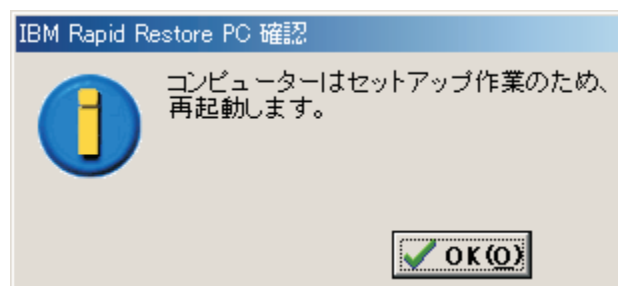 IBM Rapid Restore PC 確認
コンピューターはセットアップ作業のため、
再起動します。
OK(O)